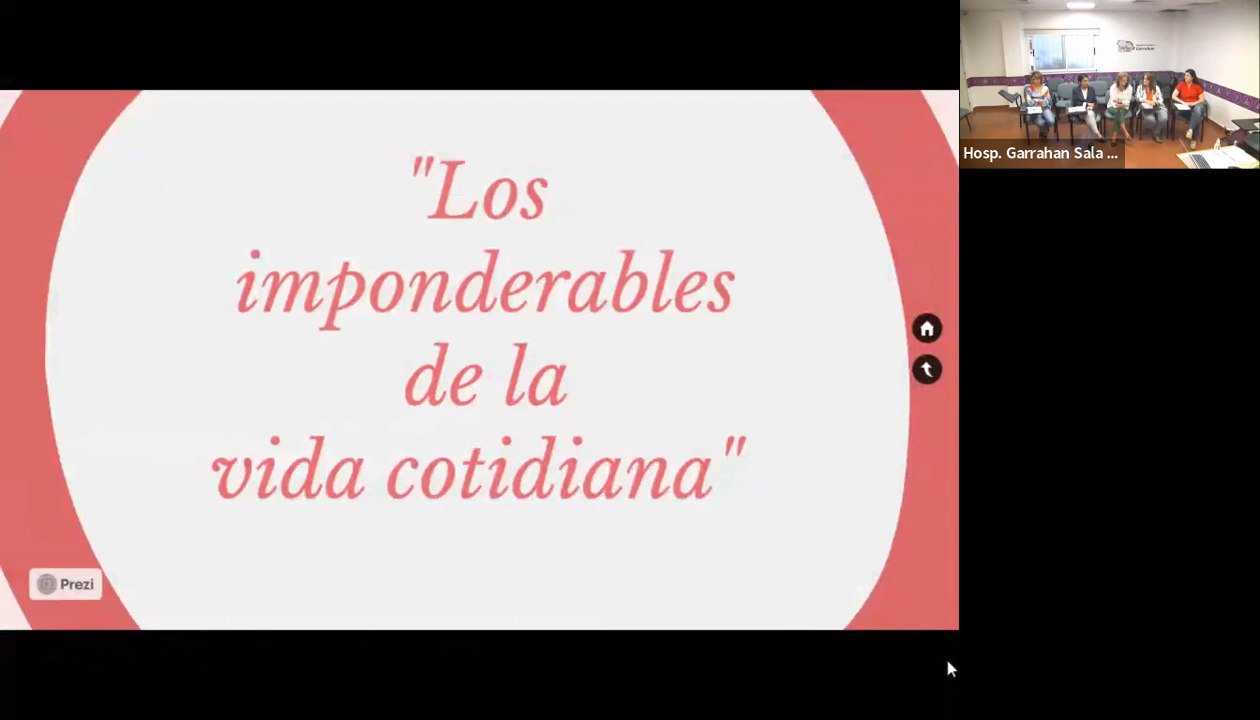 "Los
imponderables
de la
vida cotidiana"
Prezi
Hosp. Garrahan Sala ...